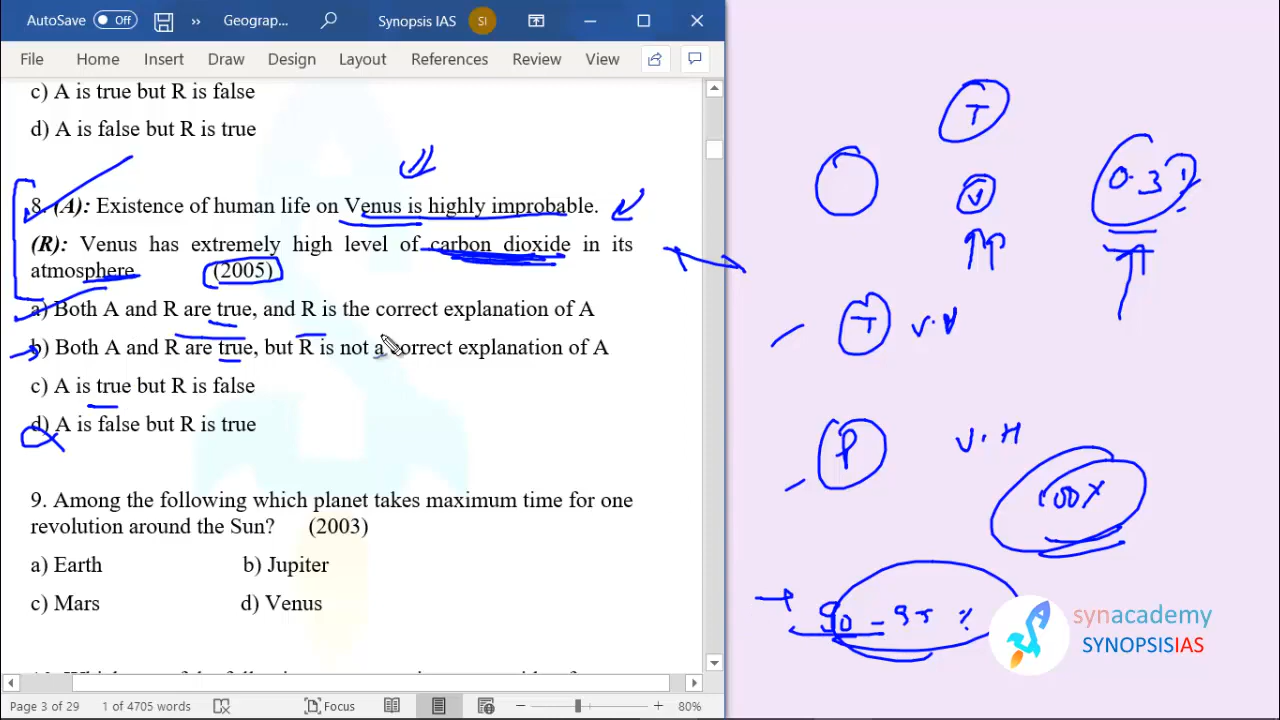 AutoSave Off Geograp... Synopsis IAS SI
File Home Insert Draw Design Layout References Review View
c) A is true but R is false
d) A is false but R is true
8. (A): Existence of human life on Venus is highly improbable.
(R): Venus has extremely high level of carbon dioxide in its
atmosphere (2005)
a) Both A and R are true, and R is the correct explanation of A
b) Both A and R are true, but R is not a correct explanation of A
c) A is true but R is false
d) A is false but R is true
9. Among the following which planet takes maximum time for one
revolution around the Sun? (2003)
a) Earth b) Jupiter
c) Mars d) Venus
Page 3 of 29 1 of 4705 words Focus 80%
T
V
T
P V.H
100X
90 - 95 %
synacademy
SYNOPSISIAS